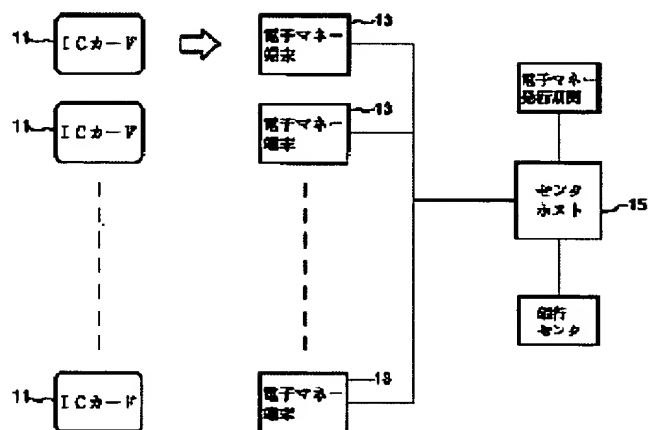 11
ICカード
13
電子マネー
端末
11
ICカード
13
電子マネー
端末
電子マネー
発行機関
センタ
ホスト
15
銀行
センタ
11
ICカード
13
電子マネー
端末